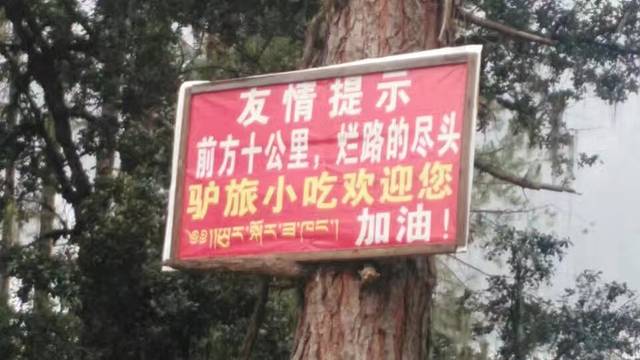 友情提示
前方十公里，烂路的尽头
驴旅小吃欢迎您
加油！